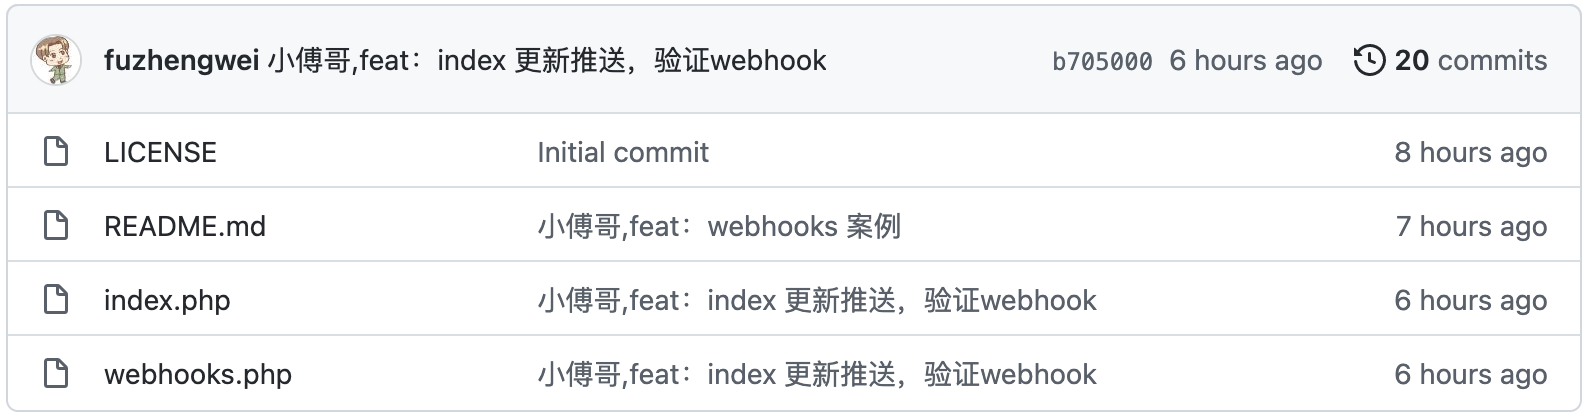 fuzhengwei 小傅哥,feat：index 更新推送，验证webhook b705000 6 hours ago 20 commits
LICENSE Initial commit 8 hours ago
README.md 小傅哥,feat：webhooks 案例 7 hours ago
index.php 小傅哥,feat：index 更新推送，验证webhook 6 hours ago
webhooks.php 小傅哥,feat：index 更新推送，验证webhook 6 hours ago